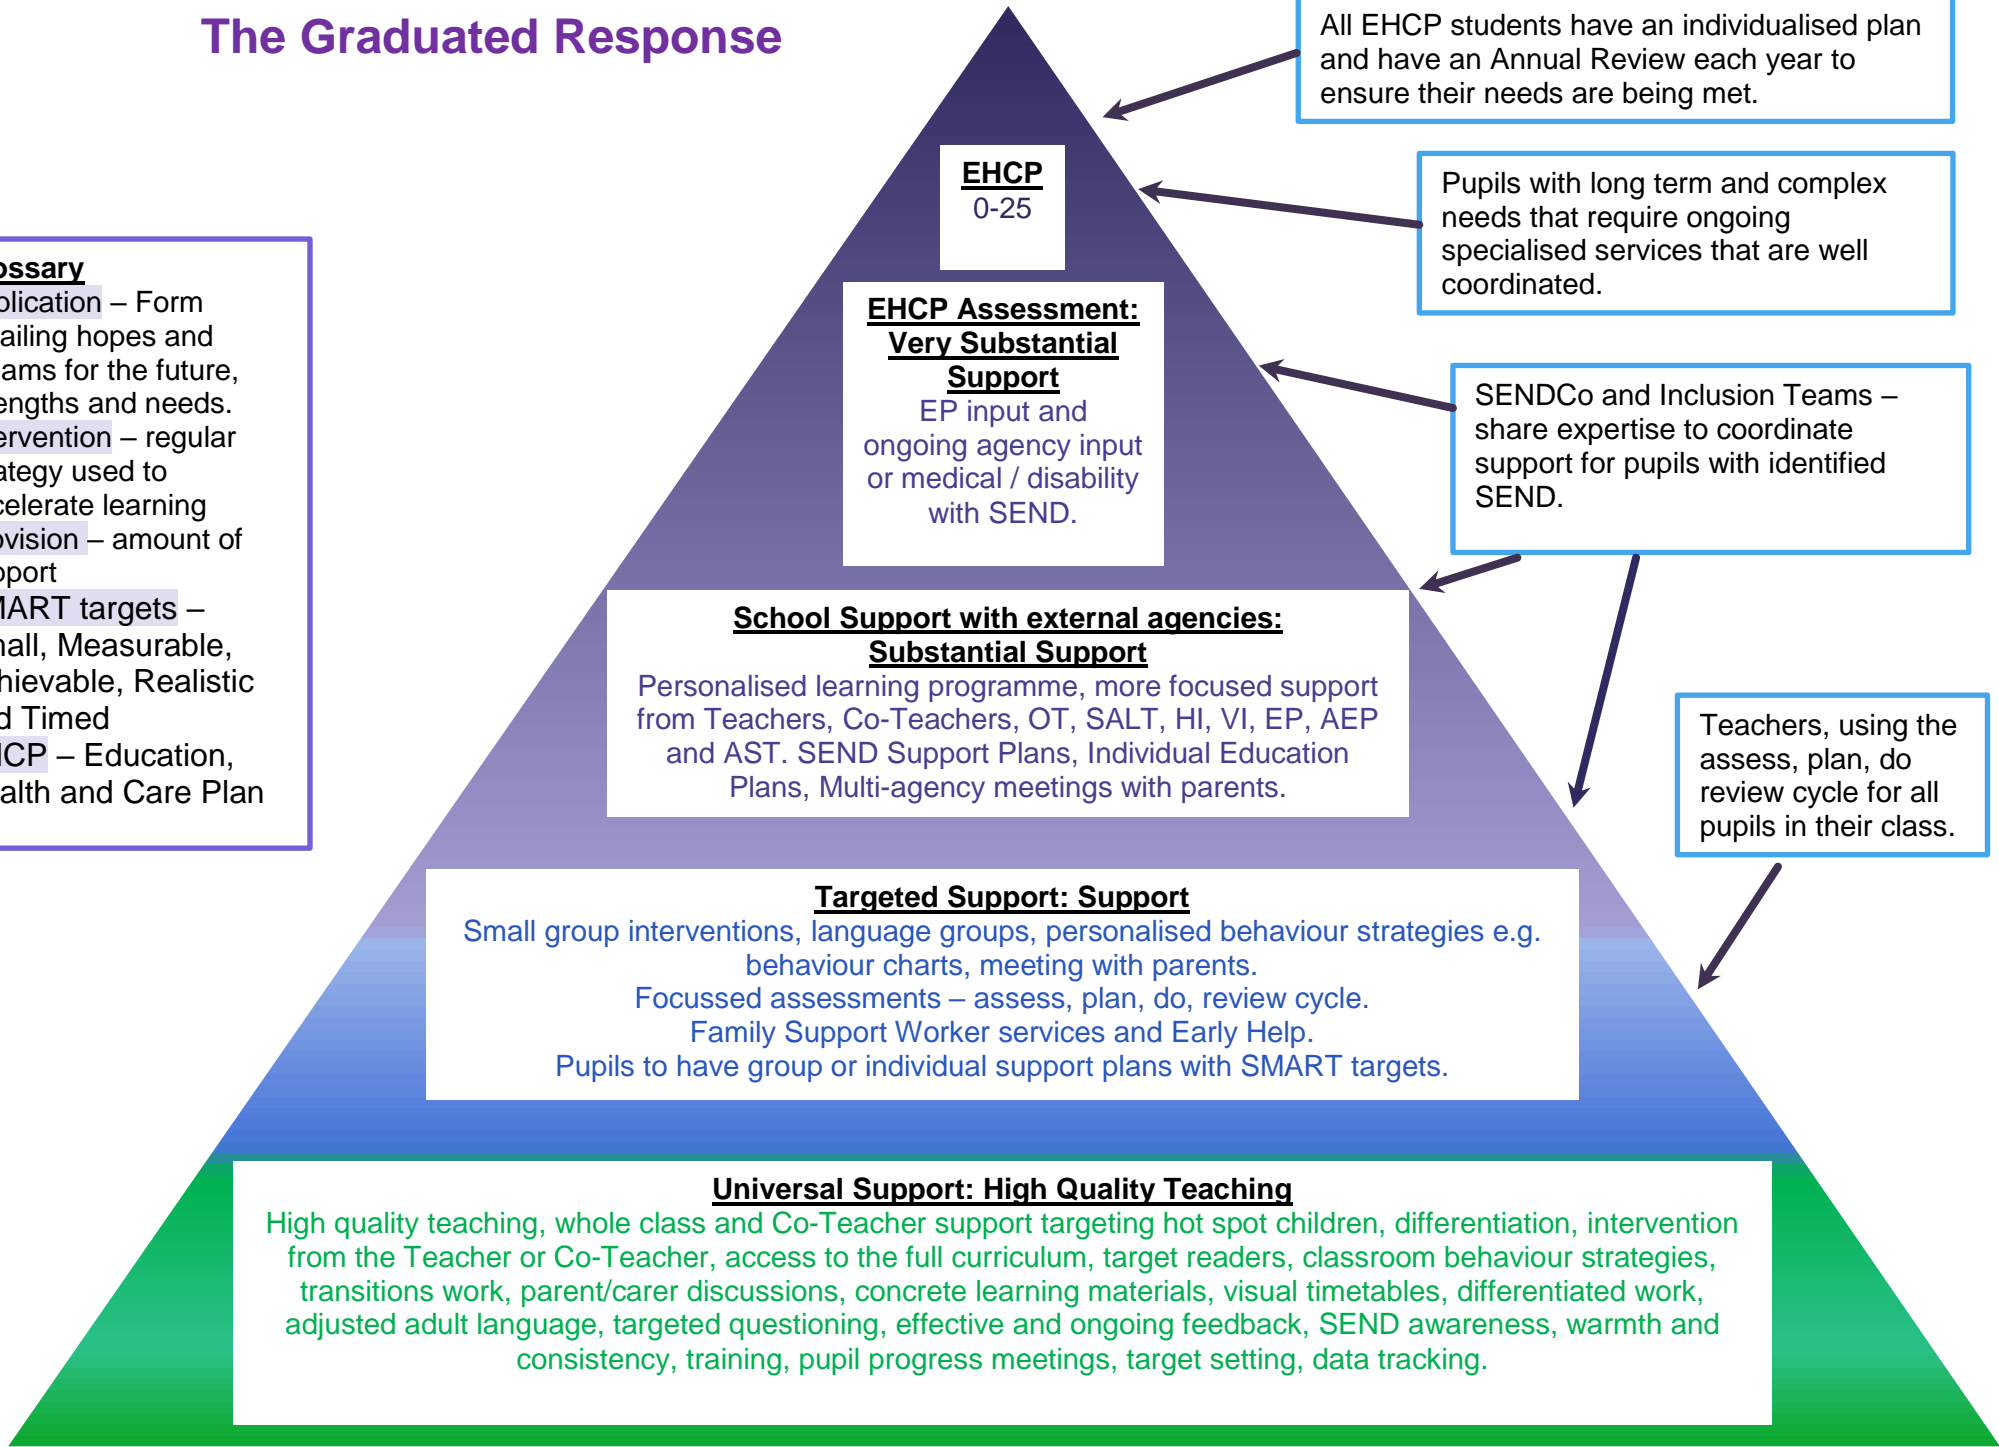 The Graduated Response
All EHCP students have an individualised plan
and have an Annual Review each year to
ensure their needs are being met.
EHCP
0-25
Pupils with long term and complex
needs that require ongoing
specialised services that are well
coordinated.
ossary
plication – Form
ailing hopes and
ams for the future,
engths and needs.
ervention – regular
ategy used to
celerate learning
ovision – amount of
pport
MART targets –
all, Measurable,
hievable, Realistic
d Timed
HCP – Education,
alth and Care Plan
EHCP Assessment:
Very Substantial
Support
EP input and
ongoing agency input
or medical / disability
with SEND.
SENDCo and Inclusion Teams –
share expertise to coordinate
support for pupils with identified
SEND.
School Support with external agencies:
Substantial Support
Personalised learning programme, more focused support
from Teachers, Co-Teachers, OT, SALT, HI, VI, EP, AEP
and AST. SEND Support Plans, Individual Education
Plans, Multi-agency meetings with parents.
Teachers, using the
assess, plan, do
review cycle for all
pupils in their class.
Targeted Support: Support
Small group interventions, language groups, personalised behaviour strategies e.g.
behaviour charts, meeting with parents.
Focussed assessments – assess, plan, do, review cycle.
Family Support Worker services and Early Help.
Pupils to have group or individual support plans with SMART targets.
Universal Support: High Quality Teaching
High quality teaching, whole class and Co-Teacher support targeting hot spot children, differentiation, intervention
from the Teacher or Co-Teacher, access to the full curriculum, target readers, classroom behaviour strategies,
transitions work, parent/carer discussions, concrete learning materials, visual timetables, differentiated work,
adjusted adult language, targeted questioning, effective and ongoing feedback, SEND awareness, warmth and
consistency, training, pupil progress meetings, target setting, data tracking.